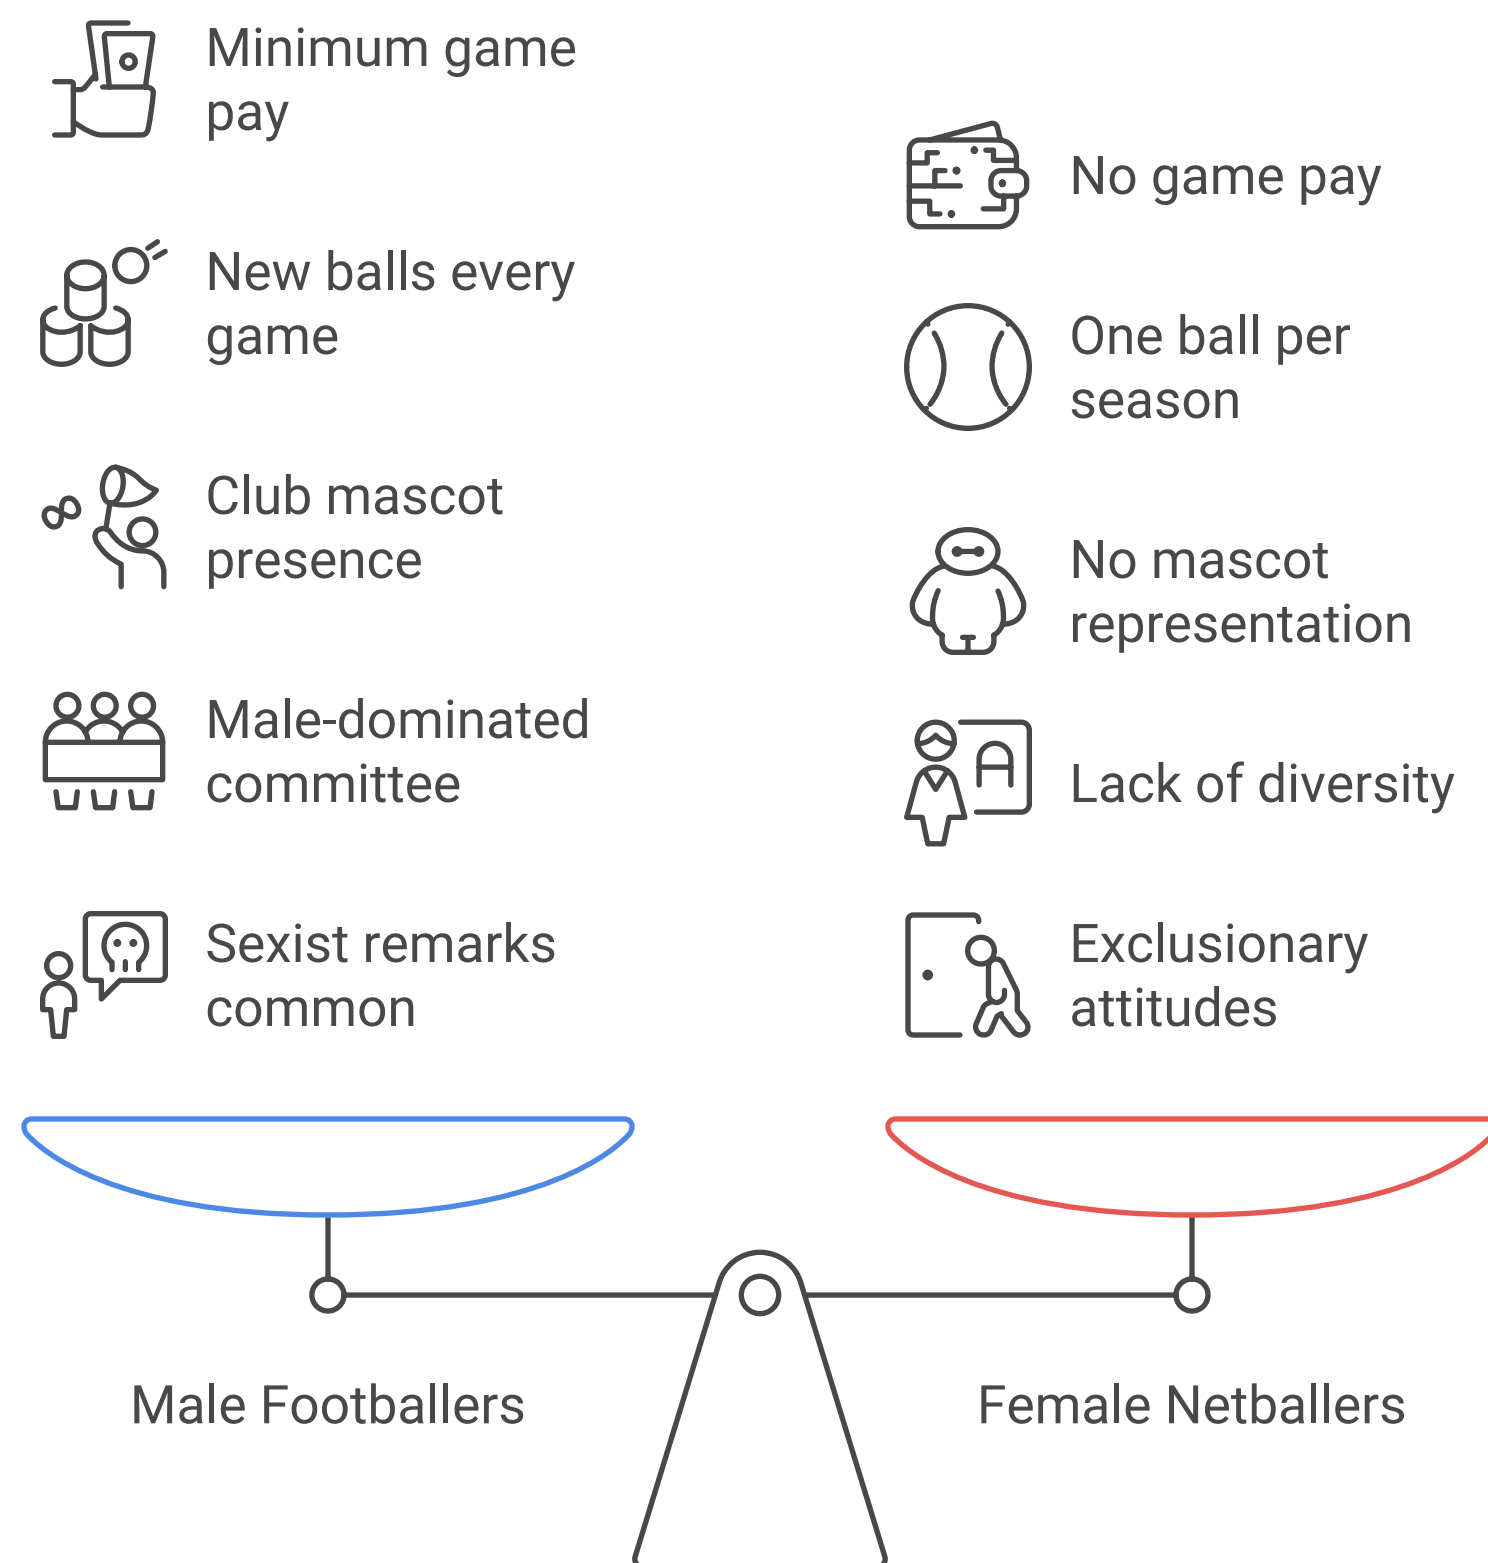 Minimum game
pay
New balls every
game
Club mascot
presence
Male-dominated
committee
Sexist remarks
common
No game pay
One ball per
season
No mascot
representation
Lack of diversity
Exclusionary
attitudes
Male Footballers
Female Netballers